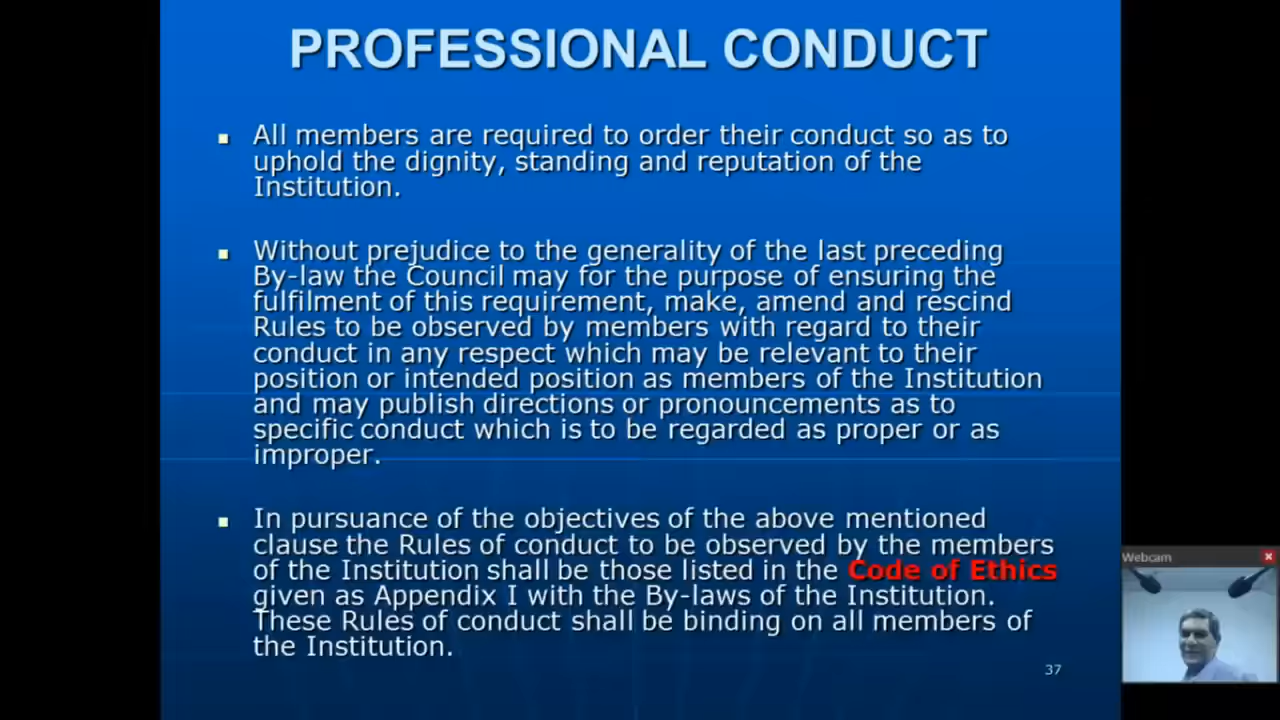 PROFESSIONAL CONDUCT
All members are required to order their conduct so as to
uphold the dignity, standing and reputation of the
Institution.
Without prejudice to the generality of the last preceding
By-law the Council may for the purpose of ensuring the
fulfilment of this requirement, make, amend and rescind
Rules to be observed by members with regard to their
conduct in any respect which may be relevant to their
position or intended position as members of the Institution
and may publish directions or pronouncements as to
specific conduct which is to be regarded as proper or as
improper.
In pursuance of the objectives of the above mentioned
clause the Rules of conduct to be observed by the members
of the Institution shall be those listed in the Code of Ethics
given as Appendix I with the By-laws of the Institution.
These Rules of conduct shall be binding on all members of
the Institution.
37
Webcam